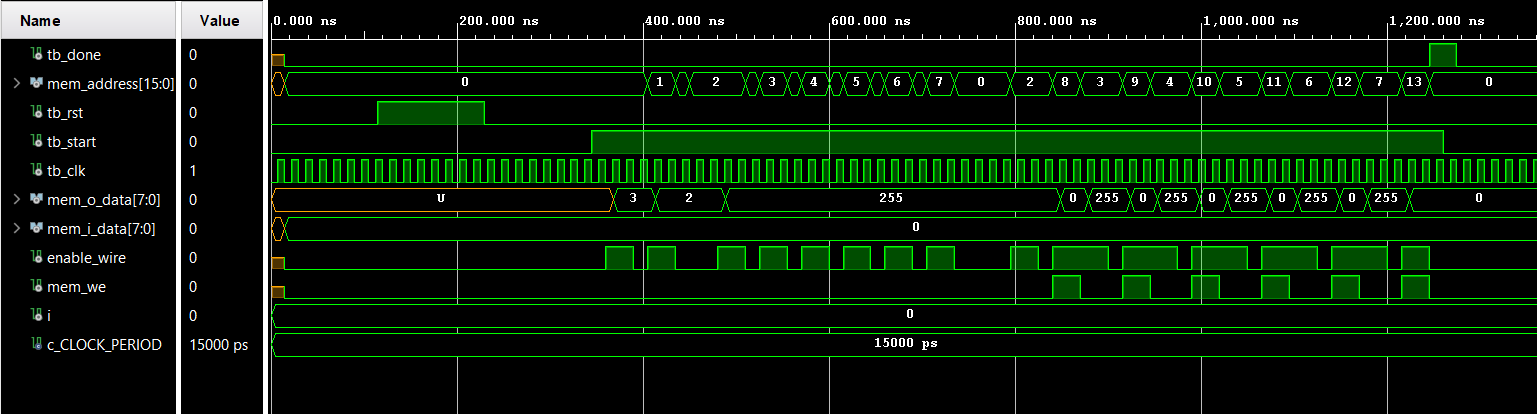 Name Value 0.000 ns 200.000 ns 400.000 ns 600.000 ns 800.000 ns 1,000.000 ns 1,200.000 ns
tb_done 0
mem_address[15:0] 0 0 1 2 3 4 5 6 7 0 2 8 3 9 4 10 5 11 6 12 7 13 0
tb_rst 0
tb_start 0
tb_clk 1
mem_o_data[7:0] 0 U 3 2 255 0 255 0 255 0 255 0 255 0 255 0
mem_i_data[7:0] 0 0
enable_wire 0
mem_we 0
i 0 0
c_CLOCK_PERIOD 15000 ps 15000 ps